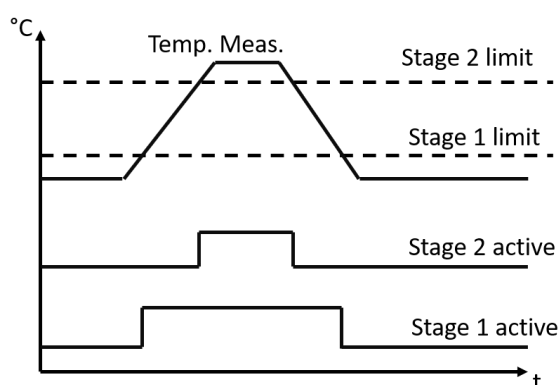 °C
Temp. Meas.
Stage 2 limit
Stage 1 limit
Stage 2 active
Stage 1 active
t